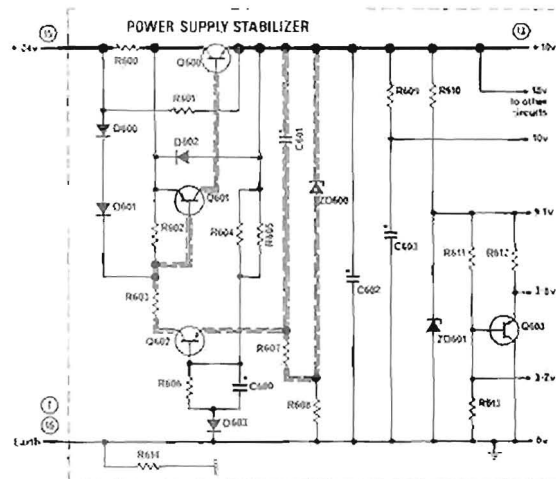 POWER SUPPLY STABILIZER
15
13
+ 24v
R600
Q600
+ 18v
R601
C601
R609
R610
18v
to other
circuits
D600
10v
D602
Q601
ZD600
D601
9.1v
R602
R604
R605
C603
R611
R612
C602
3-8v
R603
Q603
Q602
ZD601
R607
3-2v
R606
C600
R613
1
R608
D603
16
Earth
0v
R614